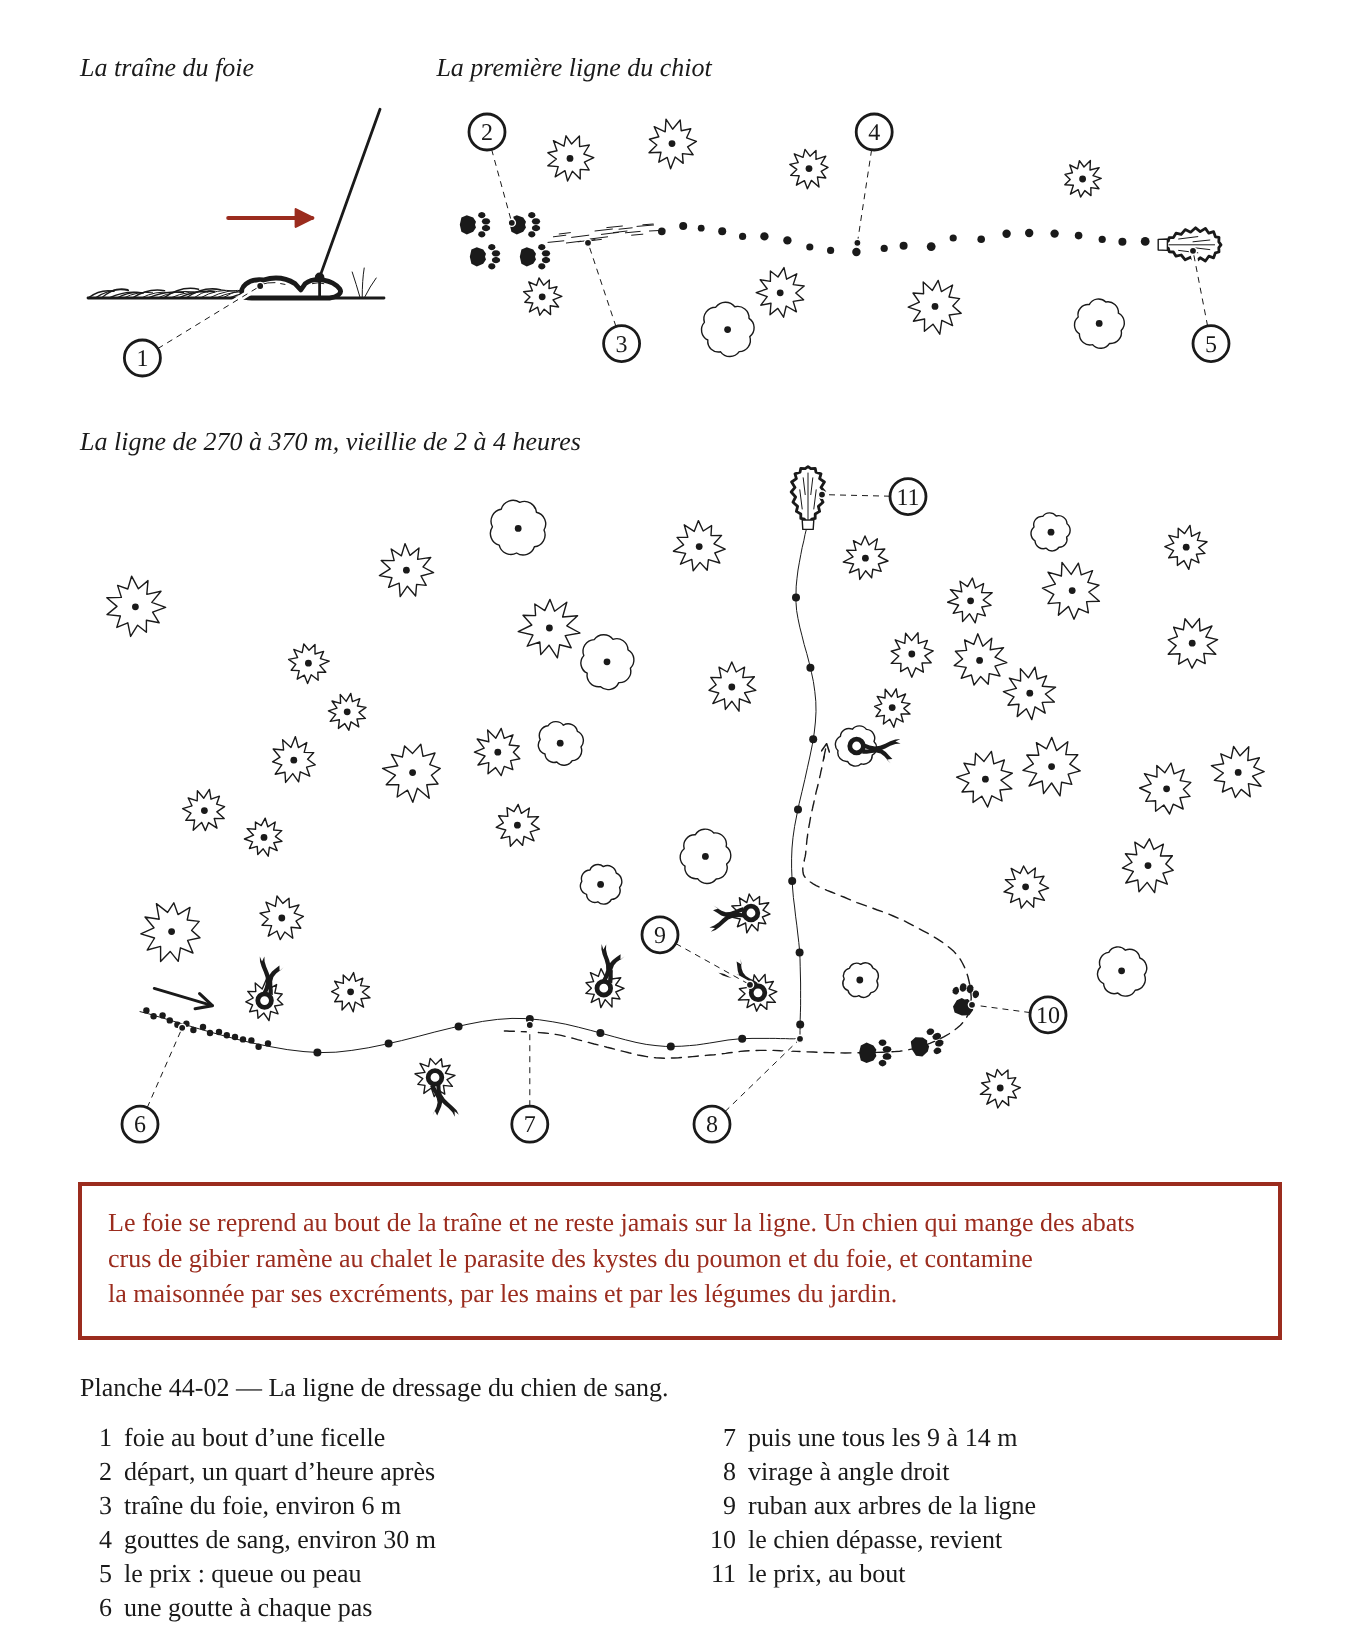 La traîne du foie
La première ligne du chiot
2
4
3
5
1
La ligne de 270 à 370 m, vieillie de 2 à 4 heures
11
9
10
6
7
8
Le foie se reprend au bout de la traîne et ne reste jamais sur la ligne. Un chien qui mange des abats
crus de gibier ramène au chalet le parasite des kystes du poumon et du foie, et contamine
la maisonnée par ses excréments, par les mains et par les légumes du jardin.
Planche 44-02 — La ligne de dressage du chien de sang.
1 foie au bout d’une ficelle
2 départ, un quart d’heure après
3 traîne du foie, environ 6 m
4 gouttes de sang, environ 30 m
5 le prix : queue ou peau
6 une goutte à chaque pas
7 puis une tous les 9 à 14 m
8 virage à angle droit
9 ruban aux arbres de la ligne
10 le chien dépasse, revient
11 le prix, au bout